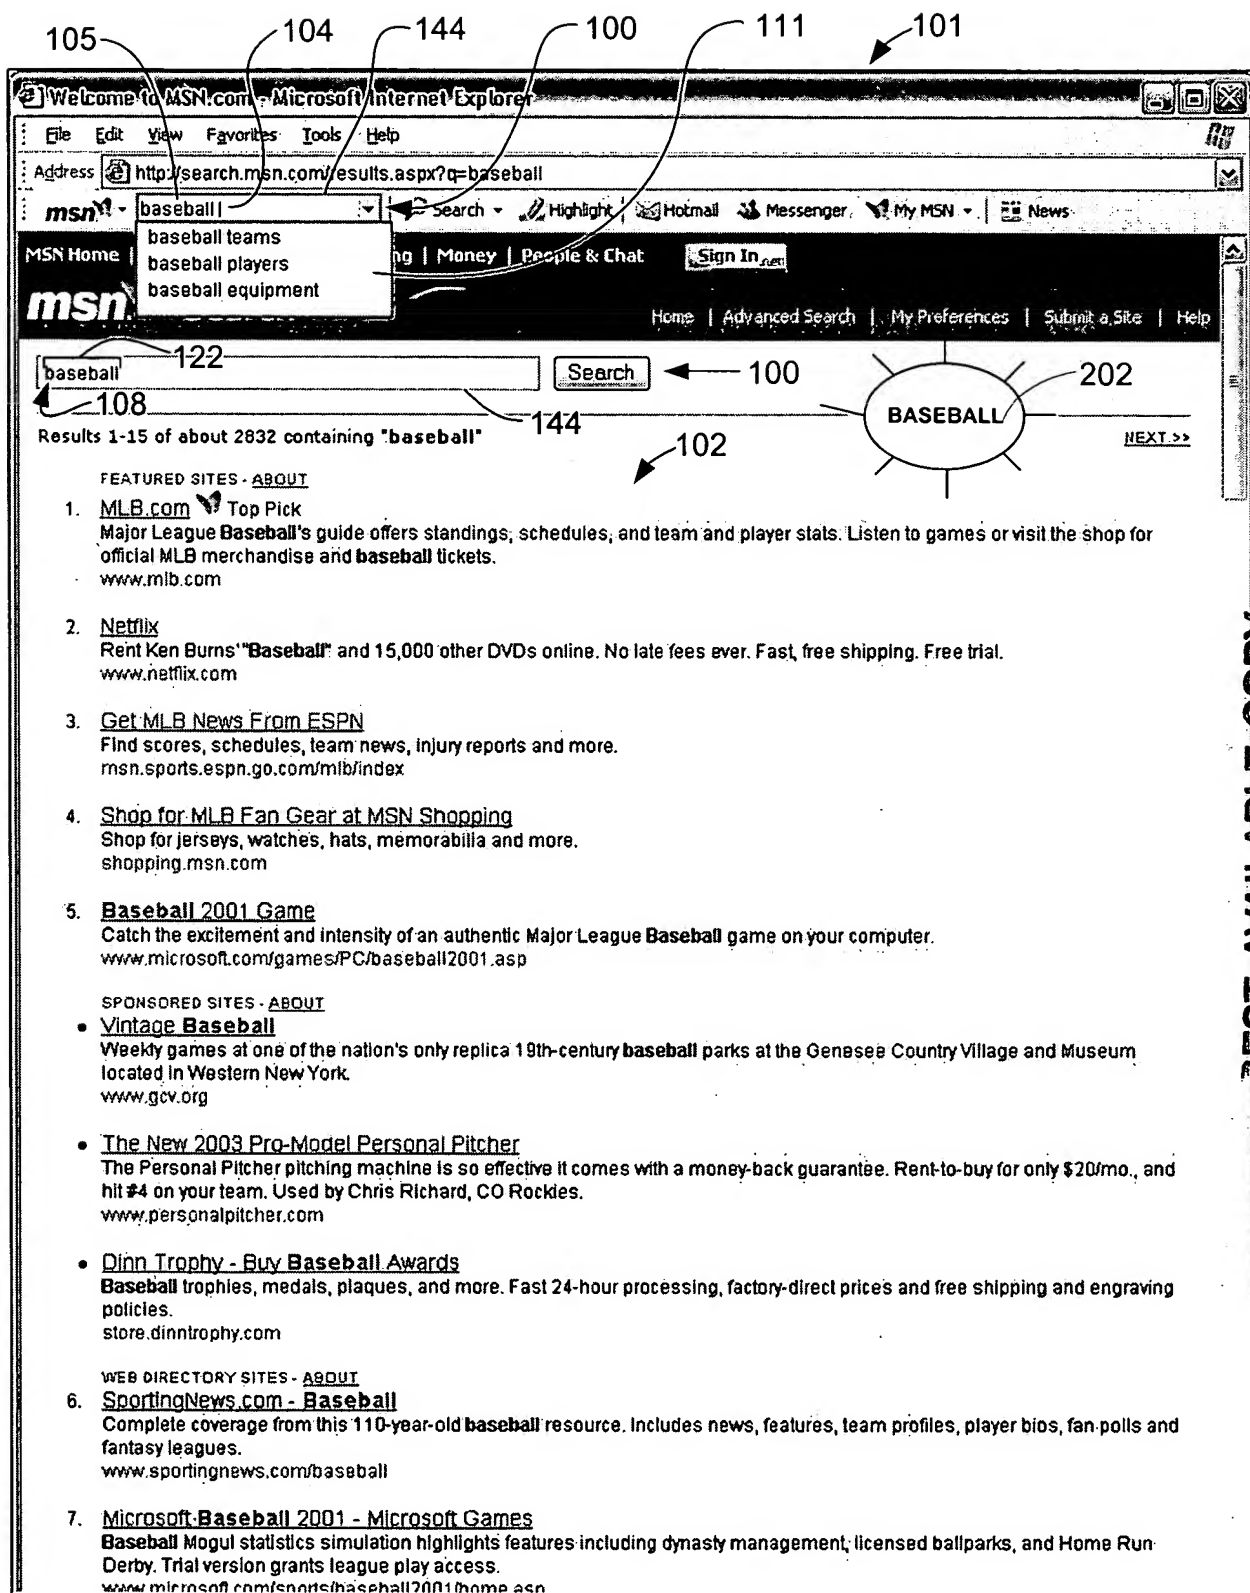 105 104 144 100 111 101
Welcome to MSN.com - Microsoft Internet Explorer
File Edit View Favorites Tools Help
Address http://search.msn.com/results.aspx?q=baseball
msn baseball Search Highlight Hotmail Messenger My MSN News
baseball teams
baseball players
baseball equipment
MSN Home | ng | Money | People & Chat Sign In .net
msn
Home | Advanced Search | My Preferences | Submit a Site | Help
122
baseball Search 100 202
108 144 BASEBALL
Results 1-15 of about 2832 containing "baseball" NEXT >>
102
FEATURED SITES - ABOUT
1. MLB.com Top Pick
Major League Baseball's guide offers standings, schedules, and team and player stats. Listen to games or visit the shop for
official MLB merchandise and baseball tickets.
www.mlb.com
2. Netflix
Rent Ken Burns' "Baseball" and 15,000 other DVDs online. No late fees ever. Fast, free shipping. Free trial.
www.netflix.com
3. Get MLB News From ESPN
Find scores, schedules, team news, injury reports and more.
msn.sports.espn.go.com/mlb/index
4. Shop for MLB Fan Gear at MSN Shopping
Shop for jerseys, watches, hats, memorabilia and more.
shopping.msn.com
5. Baseball 2001 Game
Catch the excitement and intensity of an authentic Major League Baseball game on your computer.
www.microsoft.com/games/PC/baseball2001.asp
SPONSORED SITES - ABOUT
• Vintage Baseball
Weekly games at one of the nation's only replica 19th-century baseball parks at the Genesee Country Village and Museum
located in Western New York.
www.gcv.org
• The New 2003 Pro-Model Personal Pitcher
The Personal Pitcher pitching machine is so effective it comes with a money-back guarantee. Rent-to-buy for only $20/mo., and
hit #4 on your team. Used by Chris Richard, CO Rockies.
www.personalpitcher.com
• Dinn Trophy - Buy Baseball Awards
Baseball trophies, medals, plaques, and more. Fast 24-hour processing, factory-direct prices and free shipping and engraving
policies.
store.dinntrophy.com
WEB DIRECTORY SITES - ABOUT
6. SportingNews.com - Baseball
Complete coverage from this 110-year-old baseball resource. Includes news, features, team profiles, player bios, fan polls and
fantasy leagues.
www.sportingnews.com/baseball
7. Microsoft Baseball 2001 - Microsoft Games
Baseball Mogul statistics simulation highlights features including dynasty management, licensed ballparks, and Home Run
Derby. Trial version grants league play access.
www.microsoft.com/sports/baseball2001/home.asp